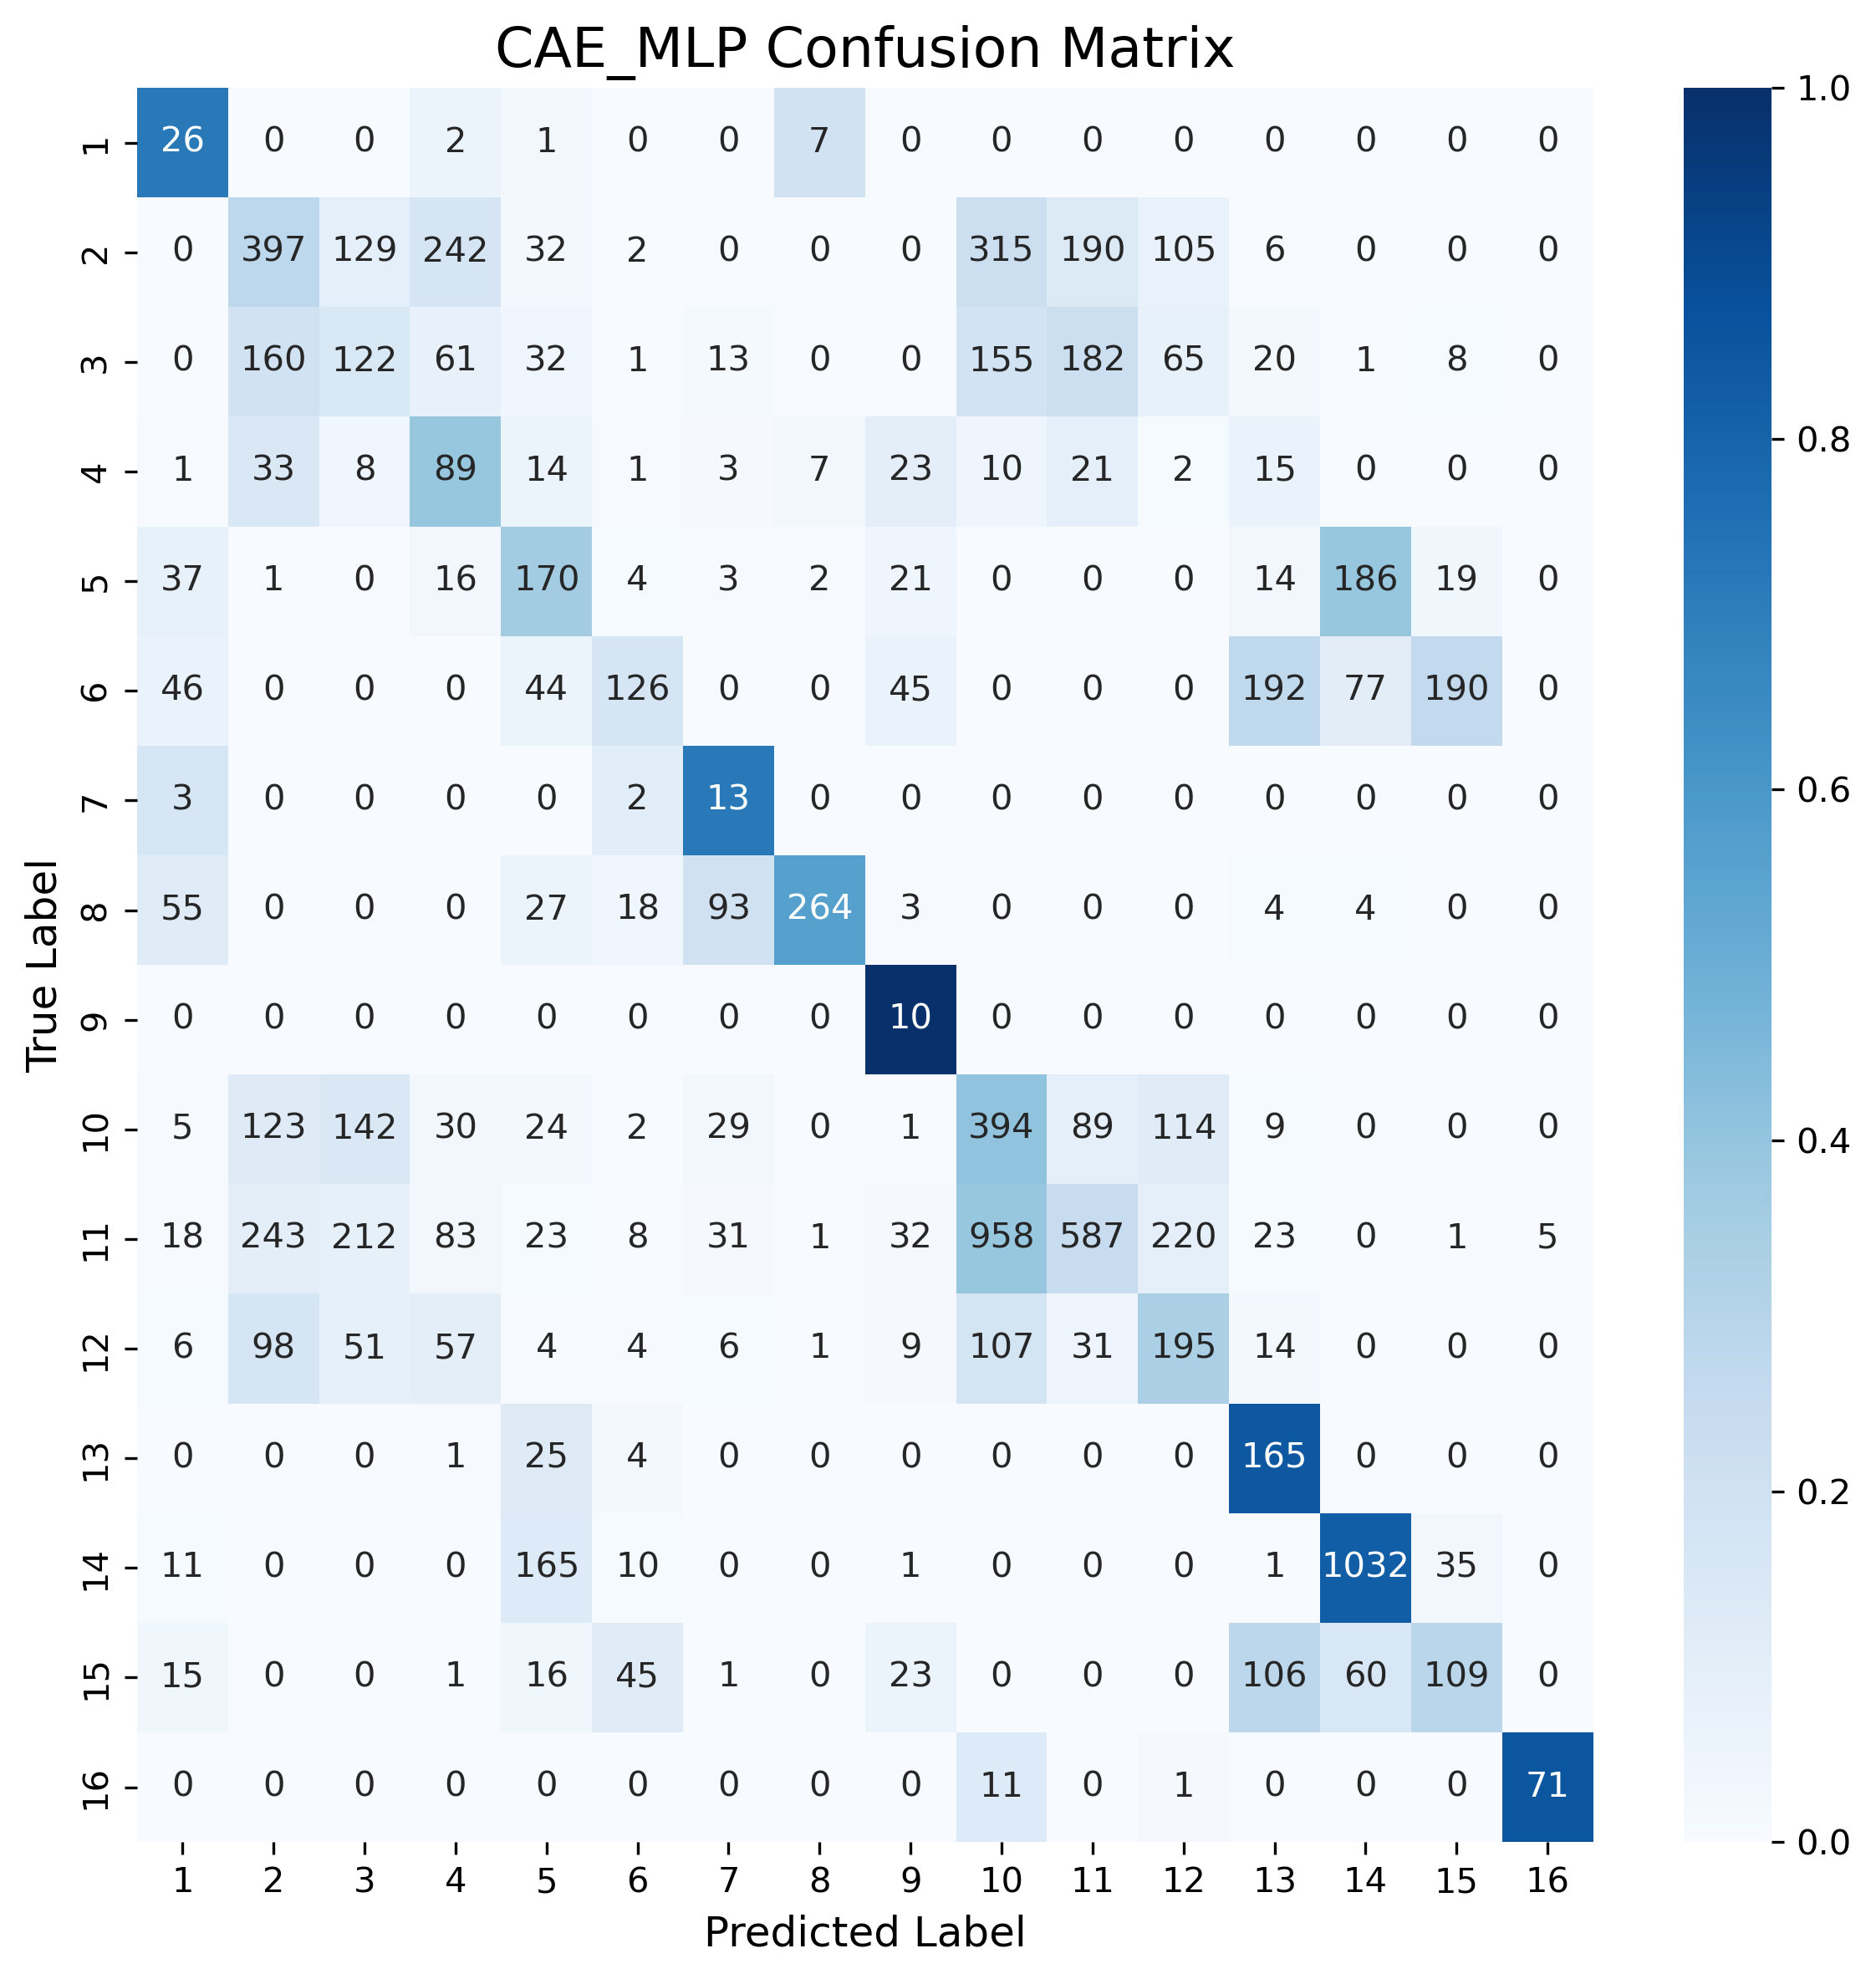 CAE_MLP Confusion Matrix
1 26 0 0 2 1 0 0 7 0 0 0 0 0 0 0 0
2 0 397 129 242 32 2 0 0 0 315 190 105 6 0 0 0
3 0 160 122 61 32 1 13 0 0 155 182 65 20 1 8 0
4 1 33 8 89 14 1 3 7 23 10 21 2 15 0 0 0
5 37 1 0 16 170 4 3 2 21 0 0 0 14 186 19 0
6 46 0 0 0 44 126 0 0 45 0 0 0 192 77 190 0
7 3 0 0 0 0 2 13 0 0 0 0 0 0 0 0 0
8 55 0 0 0 27 18 93 264 3 0 0 0 4 4 0 0
9 0 0 0 0 0 0 0 0 10 0 0 0 0 0 0 0
10 5 123 142 30 24 2 29 0 1 394 89 114 9 0 0 0
11 18 243 212 83 23 8 31 1 32 958 587 220 23 0 1 5
12 6 98 51 57 4 4 6 1 9 107 31 195 14 0 0 0
13 0 0 0 1 25 4 0 0 0 0 0 0 165 0 0 0
14 11 0 0 0 165 10 0 0 1 0 0 0 1 1032 35 0
15 15 0 0 1 16 45 1 0 23 0 0 0 106 60 109 0
16 0 0 0 0 0 0 0 0 0 11 0 1 0 0 0 71
1 2 3 4 5 6 7 8 9 10 11 12 13 14 15 16
Predicted Label
True Label
1.0
0.8
0.6
0.4
0.2
0.0